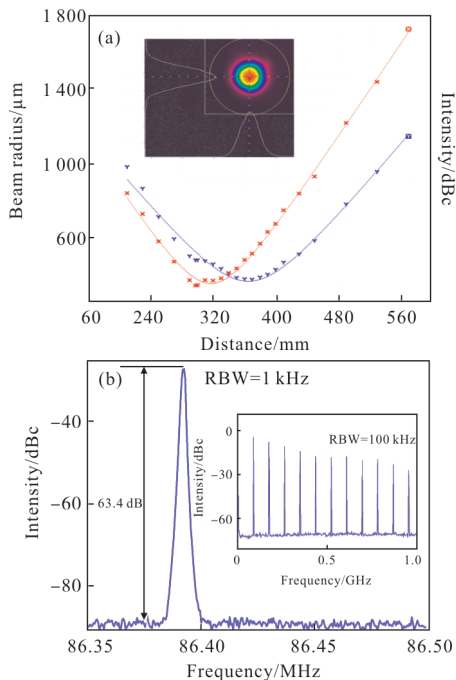 (a)
1 800
1 400
1 000
600
Beam radius/μm
Intensity/dBc
60 240 320 400 480 560
Distance/mm
(b)
RBW=1 kHz
63.4 dB
−40
−60
−80
Intensity/dBc
0
−30
−60
Intensity/dBc
RBW=100 kHz
0 0.5 1.0
Frequency/GHz
86.35 86.40 86.45 86.50
Frequency/MHz